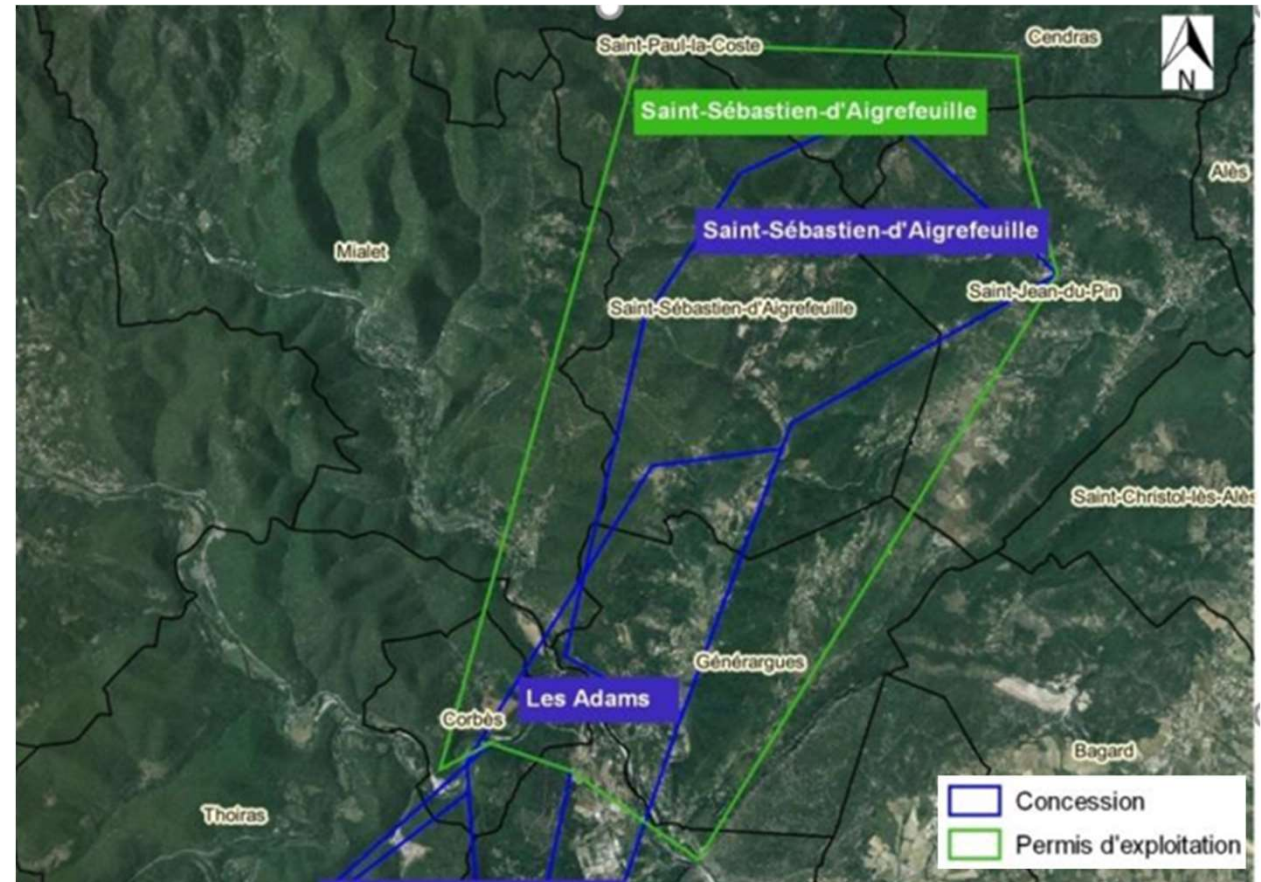 Saint-Paul-la-Coste
Cendras
N
Saint-Sébastien-d'Aigrefeuille
Alès
Saint-Sébastien-d'Aigrefeuille
Mialet
Saint-Jean-du-Pin
Saint-Sébastien-d'Aigrefeuille
Saint-Christol-lès-Alès
Générargues
Les Adams
Corbès
Bagard
Thoiras
Concession
Permis d'exploitation